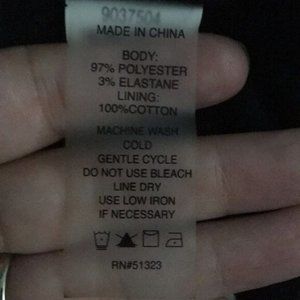 9037504
MADE IN CHINA
BODY:
97% POLYESTER
3% ELASTANE
LINING:
100%COTTON
MACHINE WASH
COLD
GENTLE CYCLE
DO NOT USE BLEACH
LINE DRY
USE LOW IRON
IF NECESSARY
RN#51323